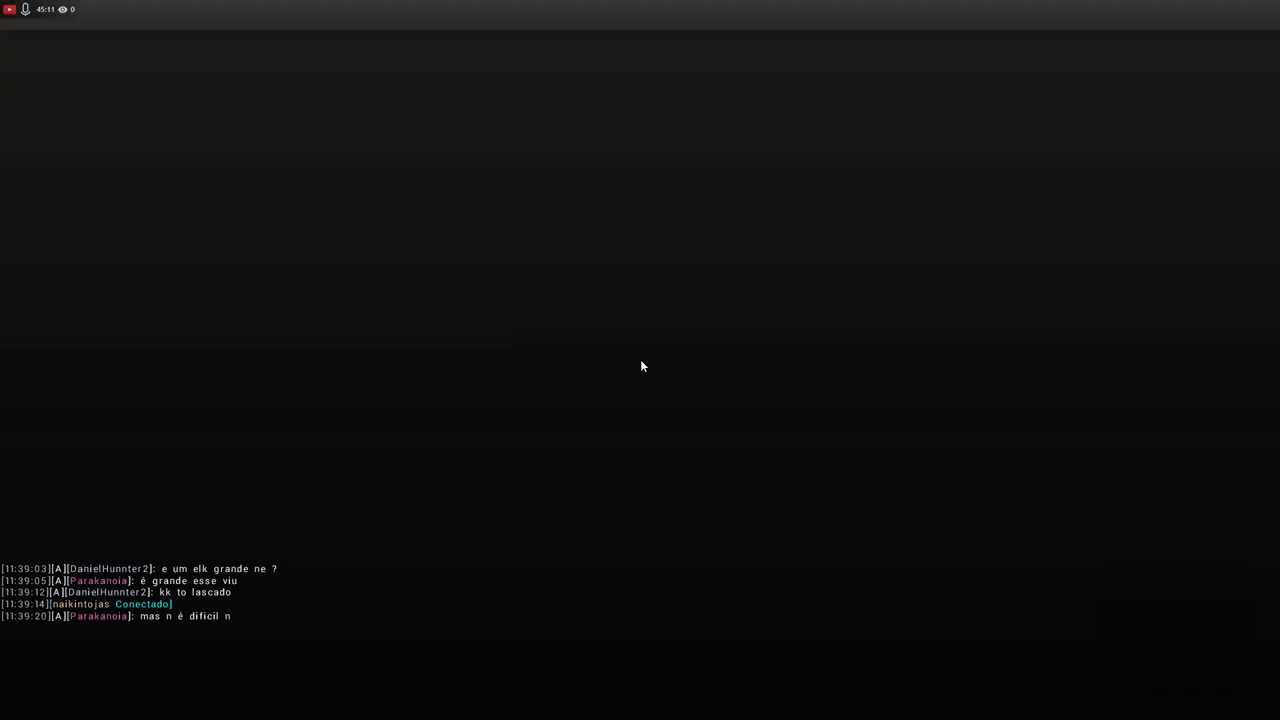 45:11 0
[11:39:03][A][DanielHunnter2]: e um elk grande ne ?
[11:39:05][A][Parakanoia]: é grande esse viu
[11:39:12][A][DanielHunnter2]: kk to lascado
[11:39:14][naikintojas Conectado]
[11:39:20][A][Parakanoia]: mas n é dificil n